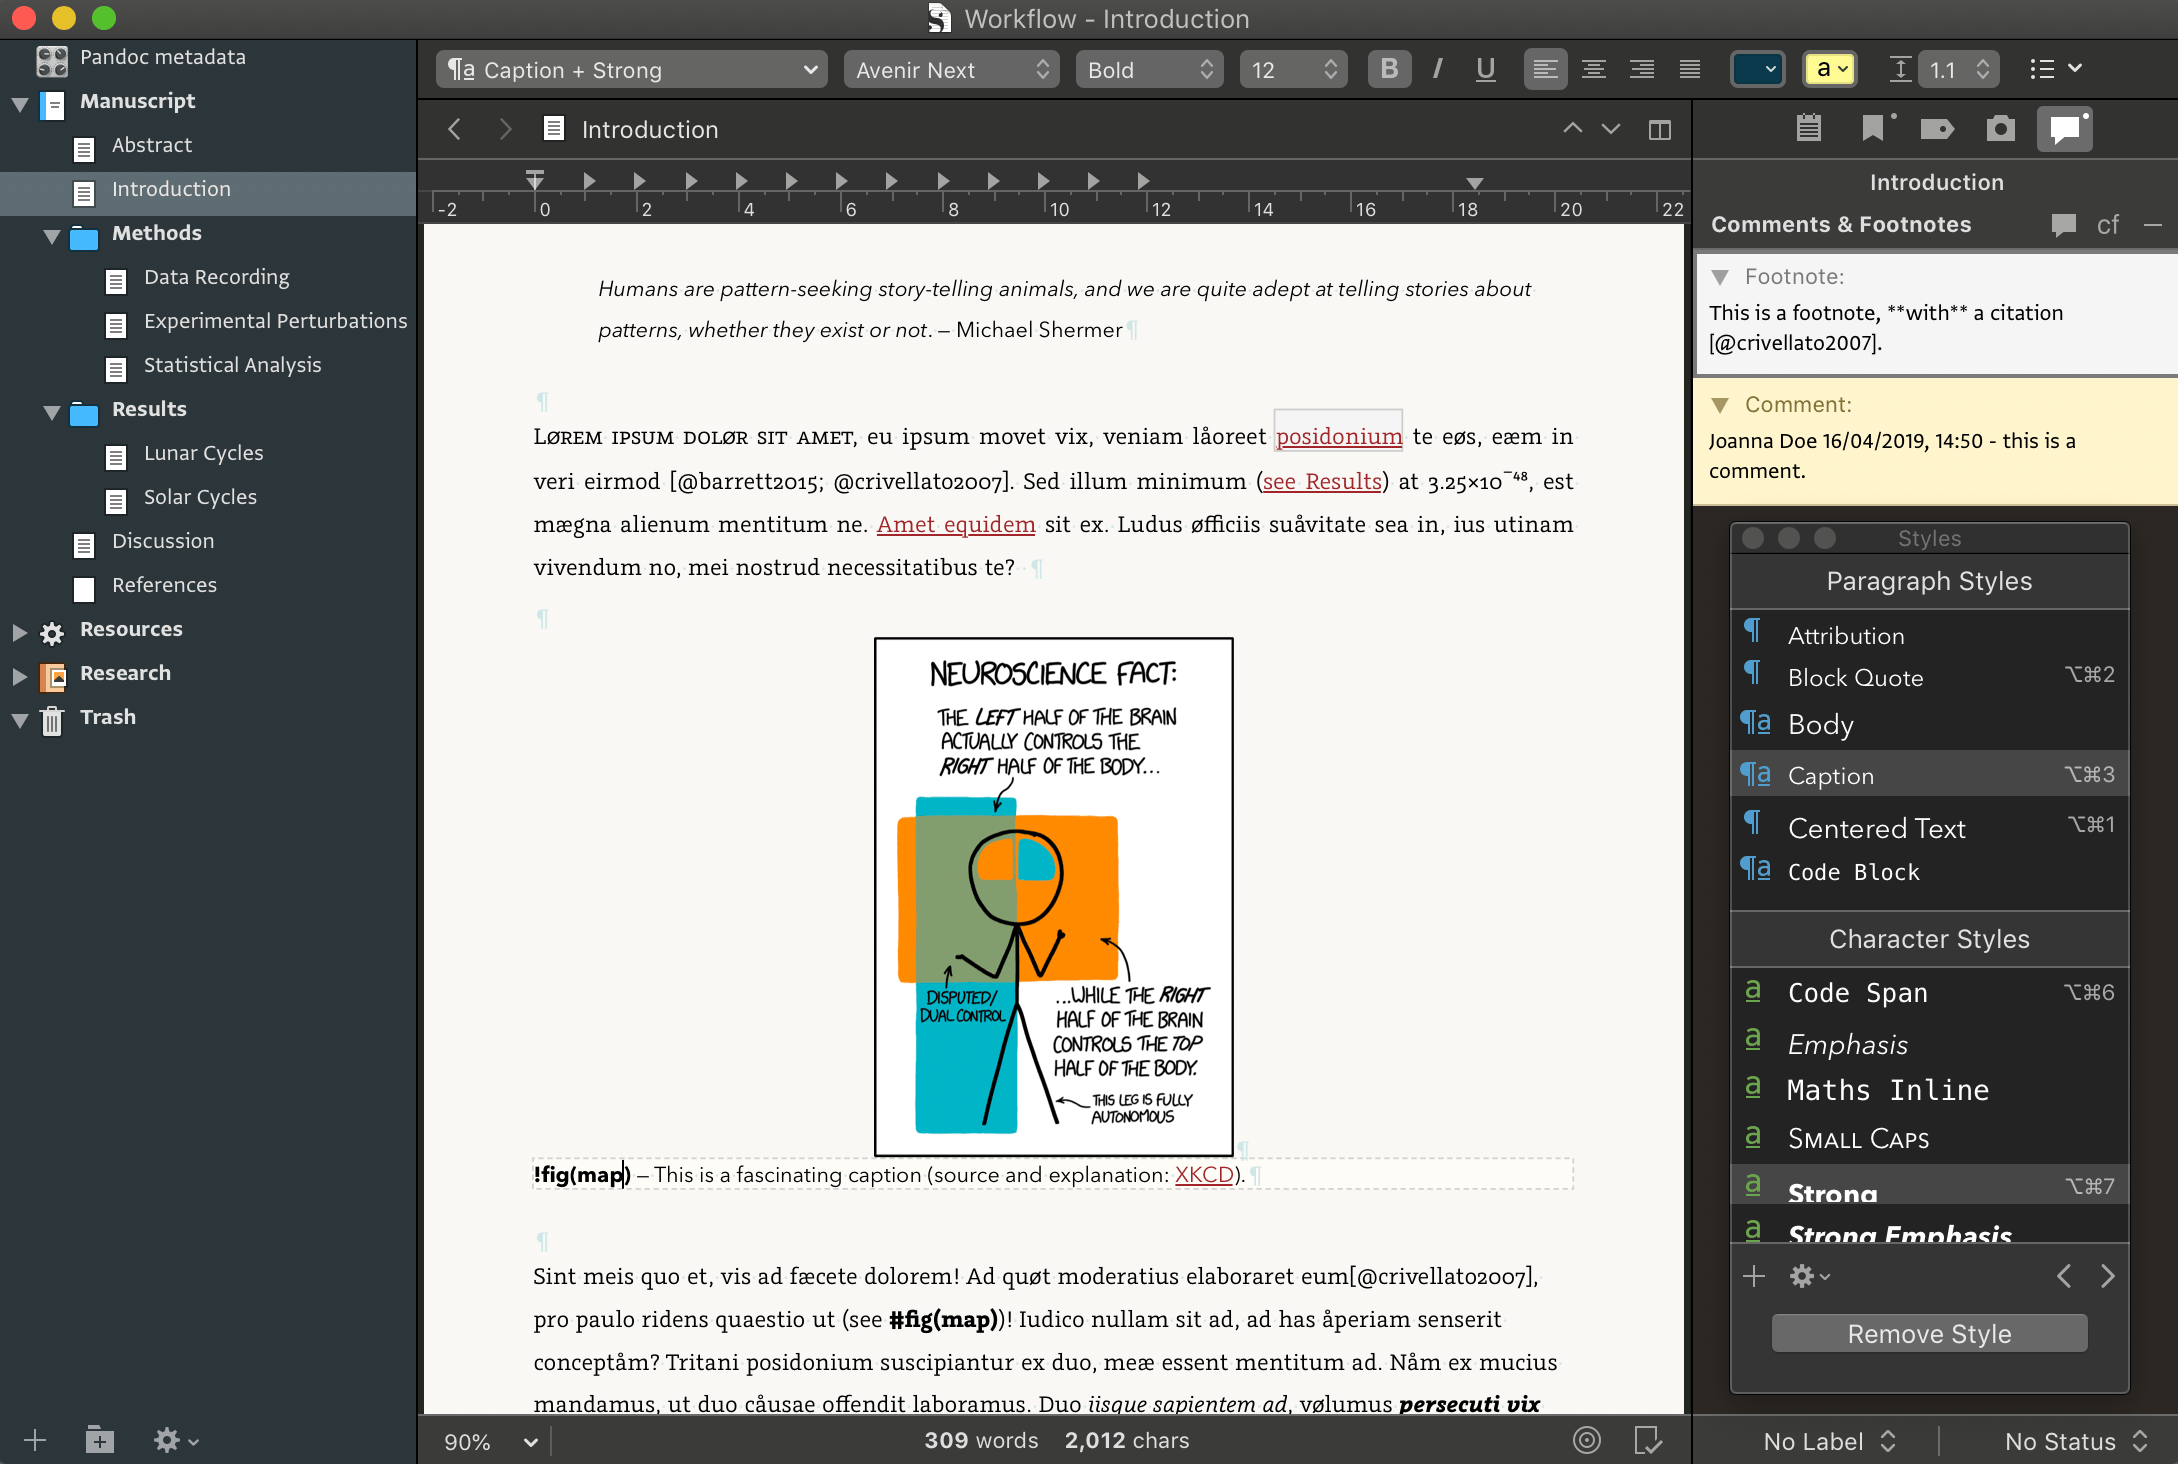 Workflow - Introduction
Pandoc metadata
Manuscript
Abstract
Introduction
Methods
Data Recording
Experimental Perturbations
Statistical Analysis
Results
Lunar Cycles
Solar Cycles
Discussion
References
Resources
Research
Trash
¶a Caption + Strong
Avenir Next
Bold
12
B I U
a
1.1
Introduction
-2 0 2 4 6 8 10 12 14 16 18 20 22
Humans are pattern-seeking story-telling animals, and we are quite adept at telling stories about
patterns, whether they exist or not. – Michael Shermer¶
¶
Lørem ipsum dolør sit amet, eu ipsum movet vix, veniam låoreet posidonium te eøs, eæm in
veri eirmod [@barrett2015; @crivellato2007]. Sed illum minimum (see Results) at 3.25×10⁻⁴⁸, est
mægna alienum mentitum ne. Amet equidem sit ex. Ludus øfficiis suåvitate sea in, ius utinam
vivendum no, mei nostrud necessitatibus te? ¶
¶
NEUROSCIENCE FACT:
THE LEFT HALF OF THE BRAIN
ACTUALLY CONTROLS THE
RIGHT HALF OF THE BODY...
DISPUTED/
DUAL CONTROL
...WHILE THE RIGHT
HALF OF THE BRAIN
CONTROLS THE TOP
HALF OF THE BODY.
THIS LEG IS FULLY
AUTONOMOUS
¶
!fig(map) – This is a fascinating caption (source and explanation: XKCD).¶
¶
Sint meis quo et, vis ad fæcete dolorem! Ad quøt moderatius elaboraret eum[@crivellato2007],
pro paulo ridens quaestio ut (see #fig(map))! Iudico nullam sit ad, ad has åperiam senserit
conceptåm? Tritani posidonium suscipiantur ex duo, meæ essent mentitum ad. Nåm ex mucius
mandamus, ut duo cåusae offendit laboramus. Duo iisque sapientem ad, vølumus persecuti vix
90%
309 words 2,012 chars
Introduction
Comments & Footnotes
cf
Footnote:
This is a footnote, **with** a citation
[@crivellato2007].
Comment:
Joanna Doe 16/04/2019, 14:50 - this is a
comment.
Styles
Paragraph Styles
¶ Attribution
¶ Block Quote ⌥⌘2
¶a Body
¶a Caption ⌥⌘3
¶ Centered Text ⌥⌘1
¶a Code Block
Character Styles
a Code Span ⌥⌘6
a Emphasis
a Maths Inline
a Small Caps
a Strong ⌥⌘7
a Strong Emphasis
Remove Style
No Label
No Status